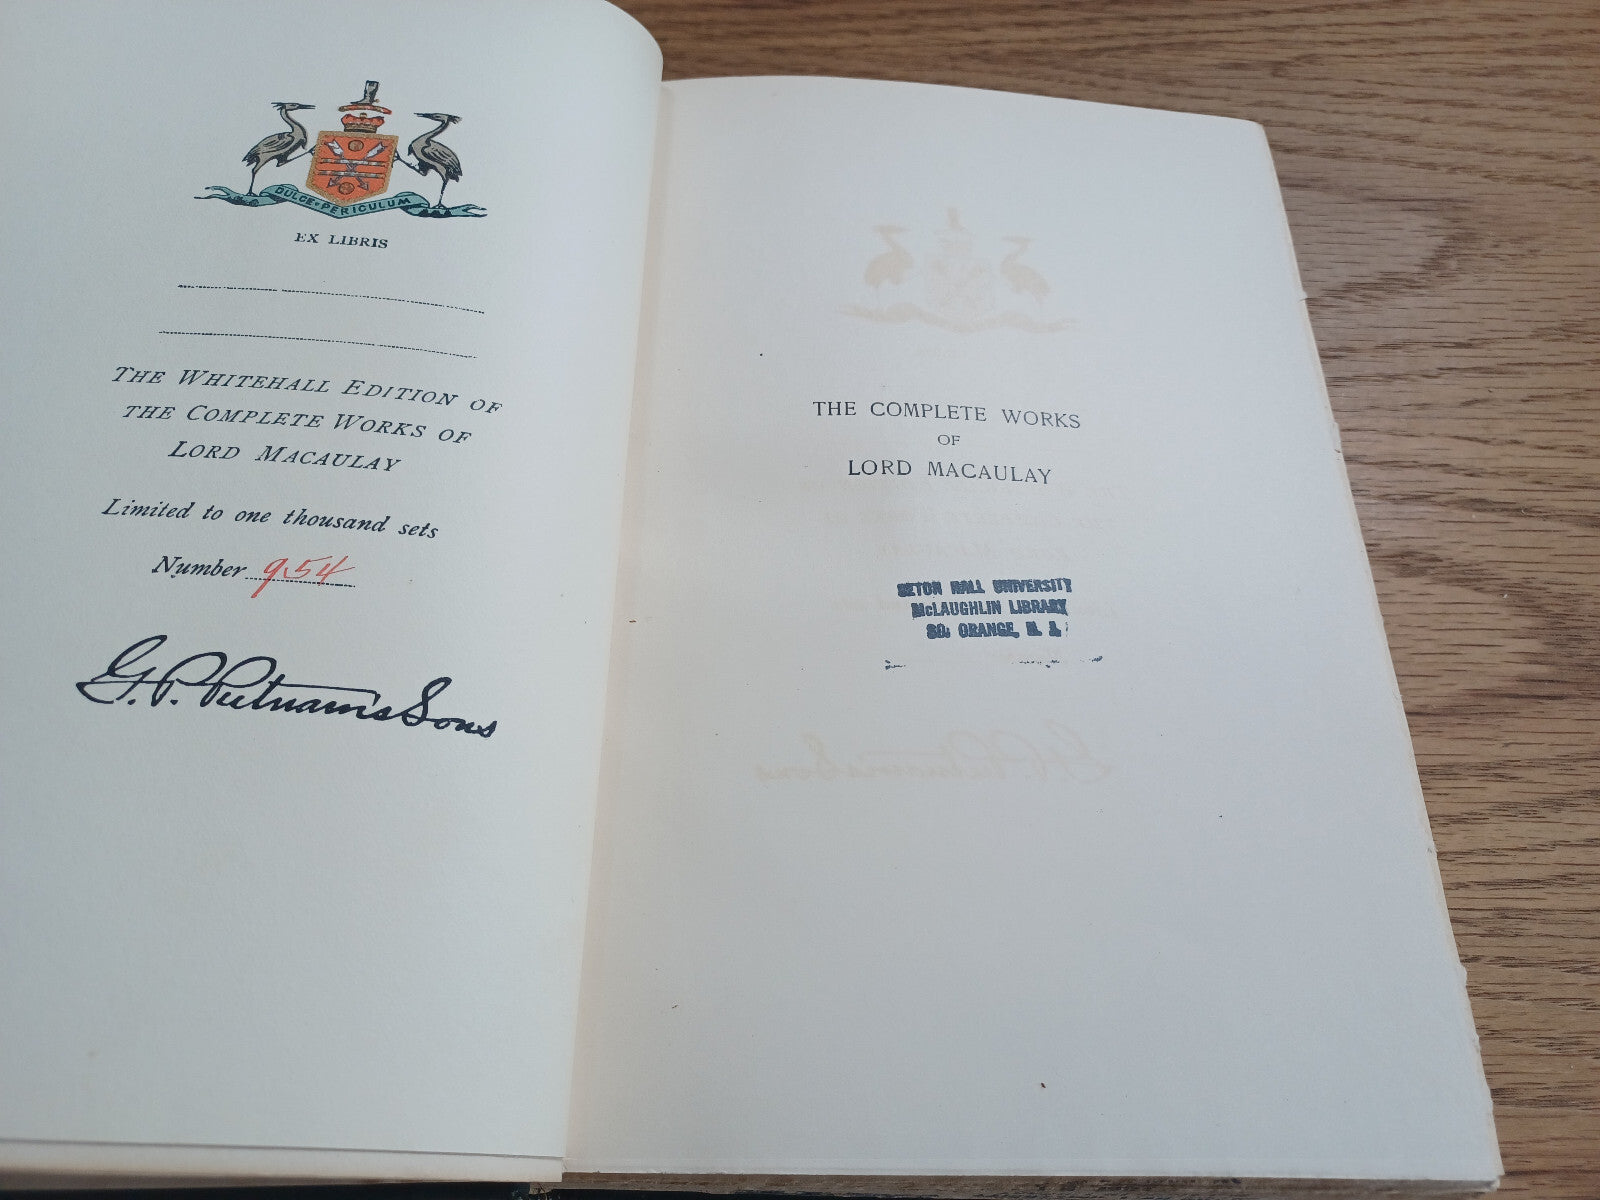 DULCE • PERICULUM
EX LIBRIS
THE WHITEHALL EDITION OF
THE COMPLETE WORKS OF
LORD MACAULAY
Limited to one thousand sets
Number 954
G. P. Putnam's Sons
THE COMPLETE WORKS
OF
LORD MACAULAY
SETON HALL UNIVERSITY
McLAUGHLIN LIBRARY
SO. ORANGE, N. J.